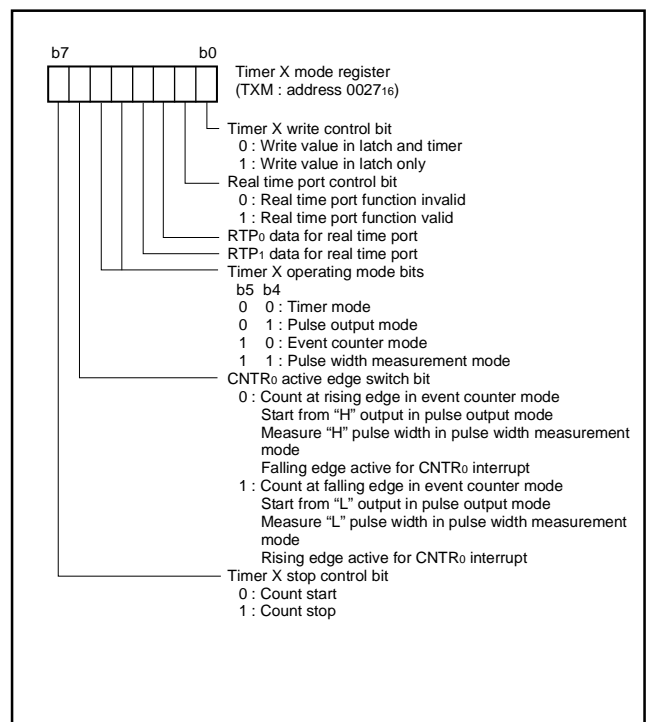 b7 b0
Timer X mode register
(TXM : address 0027₁₆)
Timer X write control bit
0 : Write value in latch and timer
1 : Write value in latch only
Real time port control bit
0 : Real time port function invalid
1 : Real time port function valid
RTP₀ data for real time port
RTP₁ data for real time port
Timer X operating mode bits
b5 b4
0 0 : Timer mode
0 1 : Pulse output mode
1 0 : Event counter mode
1 1 : Pulse width measurement mode
CNTR₀ active edge switch bit
0 : Count at rising edge in event counter mode
Start from “H” output in pulse output mode
Measure “H” pulse width in pulse width measurement
mode
Falling edge active for CNTR₀ interrupt
1 : Count at falling edge in event counter mode
Start from “L” output in pulse output mode
Measure “L” pulse width in pulse width measurement
mode
Rising edge active for CNTR₀ interrupt
Timer X stop control bit
0 : Count start
1 : Count stop